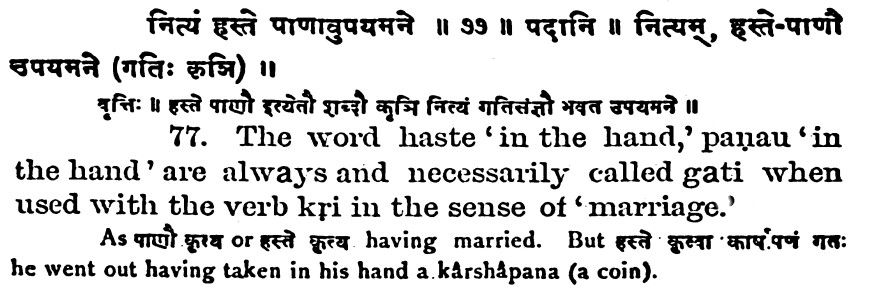 नित्यं हस्ते पाणावुपयमने ॥ ७७ ॥ पदानि ॥ नित्यम्, हस्ते-पाणौ
उपयमने (गतिः कृञि) ॥
वृत्तिः ॥ हस्ते पाणौ इत्येतौ शब्दौ कृञि नित्यं गतिसंज्ञौ भवत उपयमने ॥
77. The word haste ‘in the hand,’ paṇau ‘in
the hand’ are always and necessarily called gati when
used with the verb kṛi in the sense of ‘marriage.’
As पाणौ कृत्य or हस्ते कृत्य having married. But हस्ते कृत्वा कार्षापणं गतः
he went out having taken in his hand a kârshâpana (a coin).